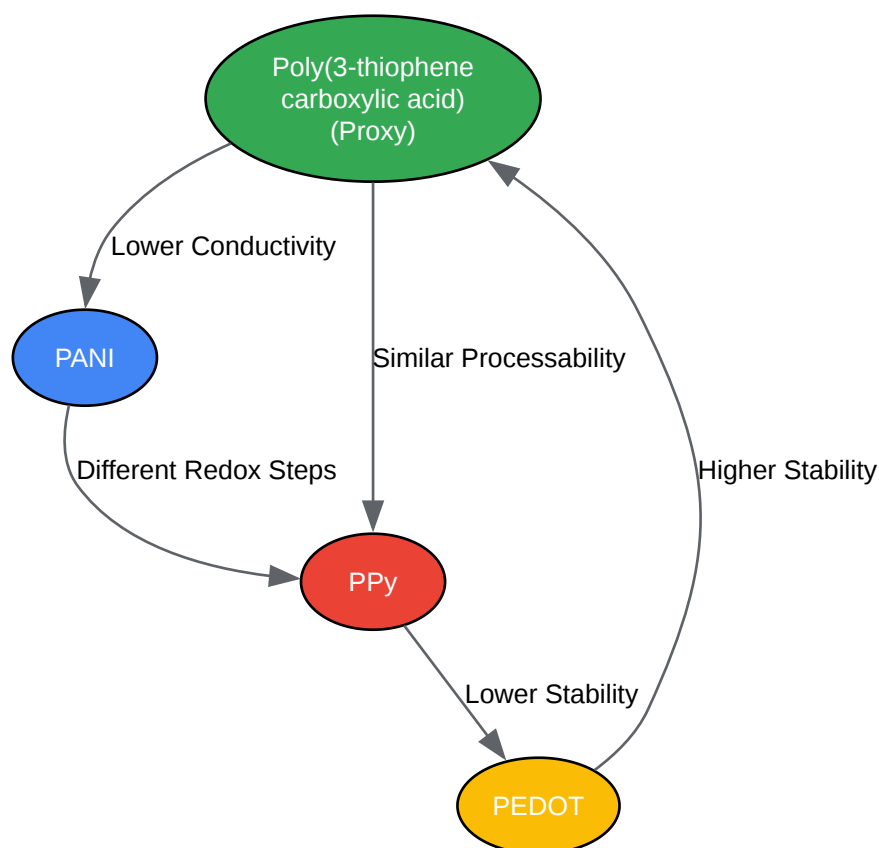 Poly(3-thiophene
carboxylic acid)
(Proxy)
Lower Conductivity
PANI
Similar Processability
Different Redox Steps
Higher Stability
PPy
Lower Stability
PEDOT